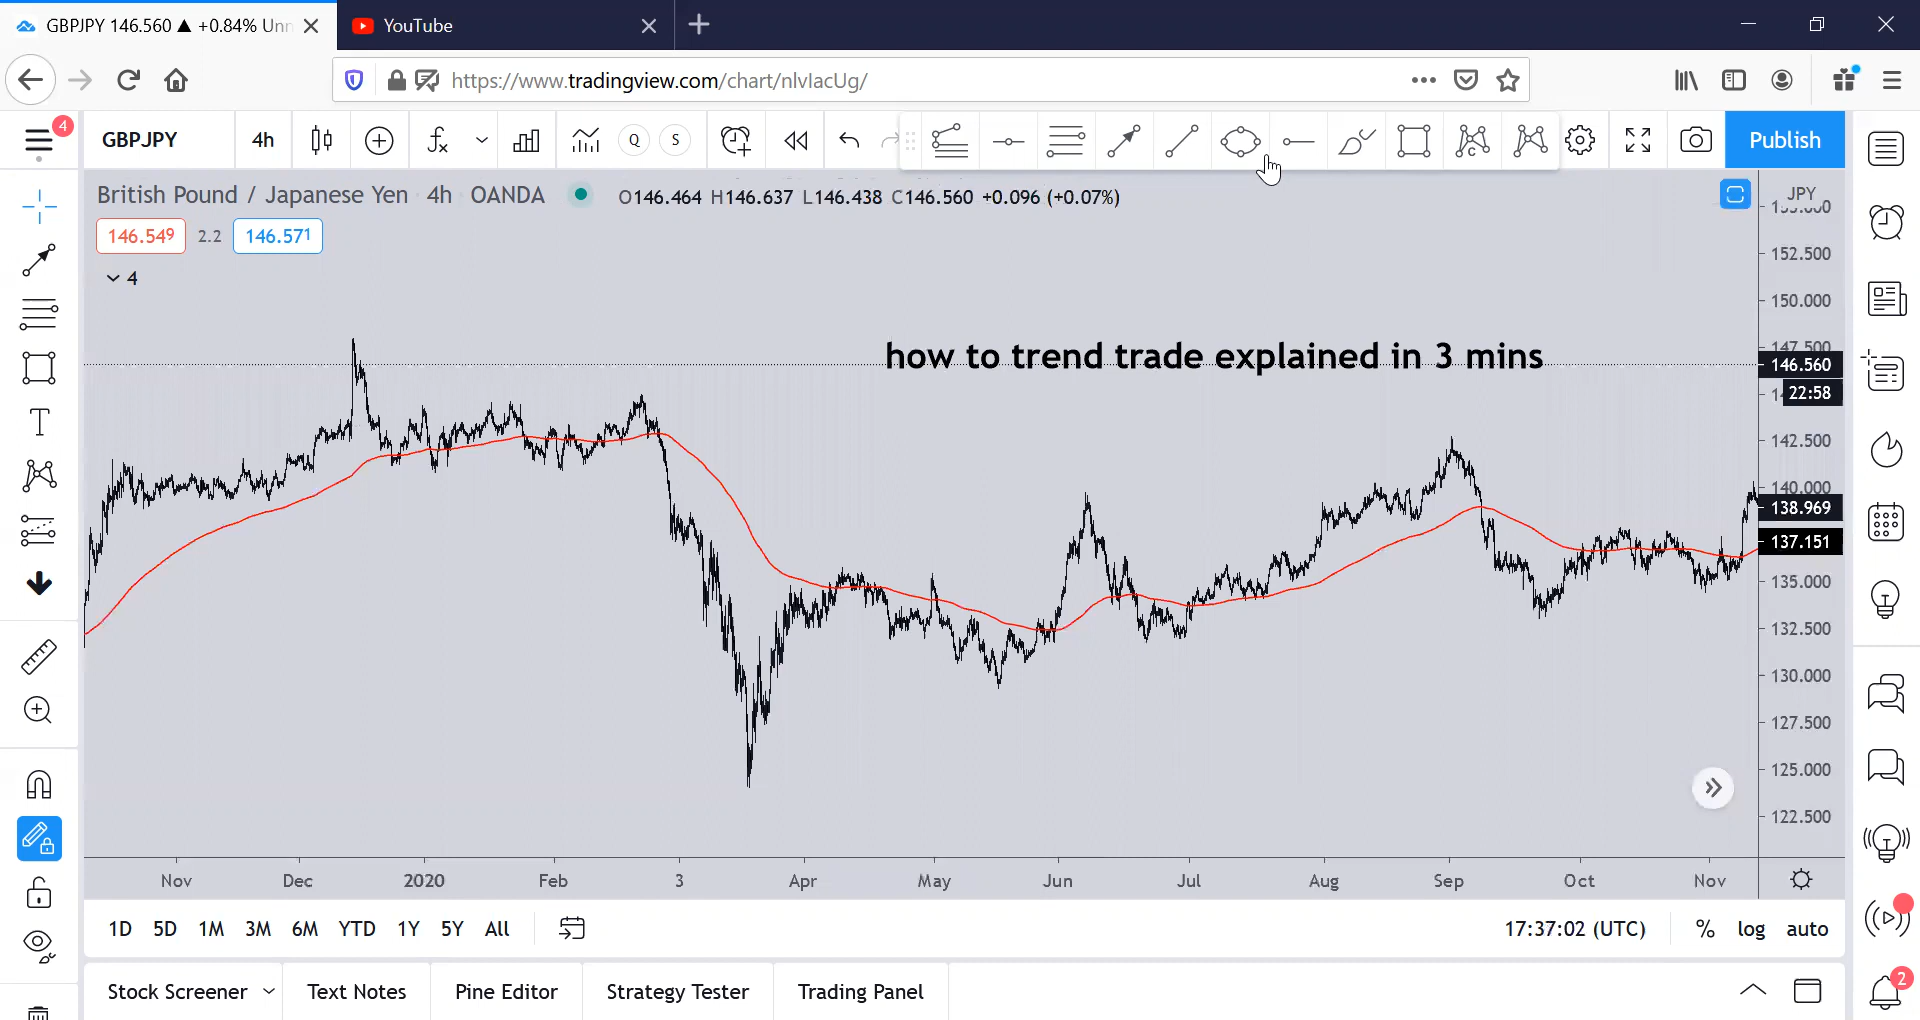 GBPJPY 146.560 ▲ +0.84% Unn
YouTube
https://www.tradingview.com/chart/nlvIacUg/
4
GBPJPY
4h
Q
S
C
Publish
British Pound / Japanese Yen 4h OANDA
O146.464 H146.637 L146.438 C146.560 +0.096 (+0.07%)
JPY
146.549 2.2 146.571
4
152.500
150.000
how to trend trade explained in 3 mins
147.500
146.560
22:58
142.500
140.000
138.969
137.151
135.000
132.500
130.000
127.500
125.000
122.500
Nov Dec 2020 Feb 3 Apr May Jun Jul Aug Sep Oct Nov
1D 5D 1M 3M 6M YTD 1Y 5Y All
17:37:02 (UTC) % log auto
Stock Screener Text Notes Pine Editor Strategy Tester Trading Panel
2